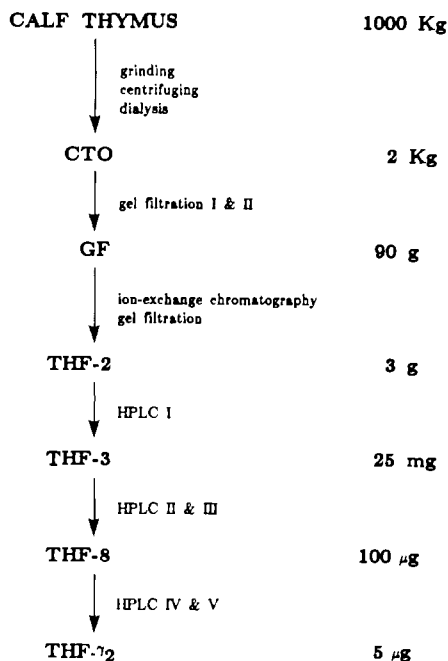 CALF THYMUS 1000 Kg
grinding
centrifuging
dialysis
CTO 2 Kg
gel filtration I & II
GF 90 g
ion-exchange chromatography
gel filtration
THF-2 3 g
HPLC I
THF-3 25 mg
HPLC II & III
THF-8 100 μg
HPLC IV & V
THF-γ2 5 μg